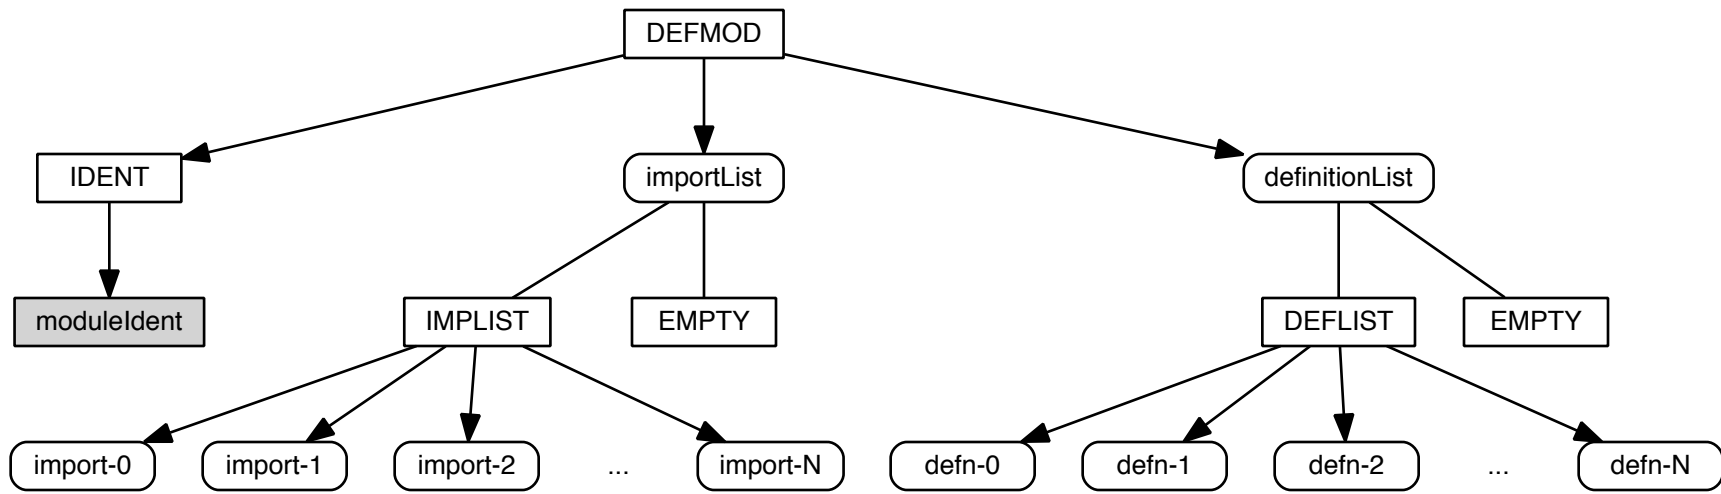 DEFMOD
IDENT
importList
definitionList
moduleIdent
IMPLIST
EMPTY
DEFLIST
EMPTY
import-0
import-1
import-2
...
import-N
defn-0
defn-1
defn-2
...
defn-N